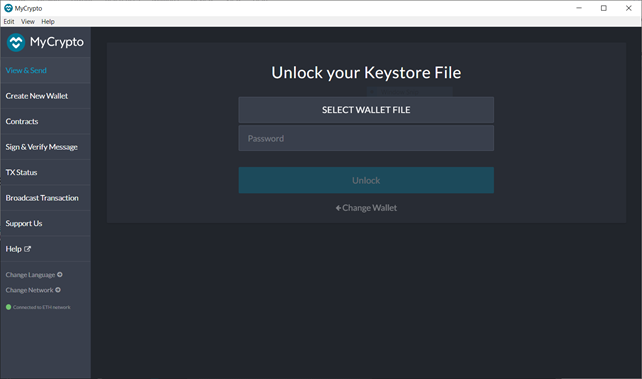 MyCrypto
Edit View Help
MyCrypto
View & Send
Create New Wallet
Contracts
Sign & Verify Message
TX Status
Broadcast Transaction
Support Us
Help
Change Language
Change Network
Connected to ETH network
Unlock your Keystore File
SELECT WALLET FILE
Password
Unlock
Change Wallet